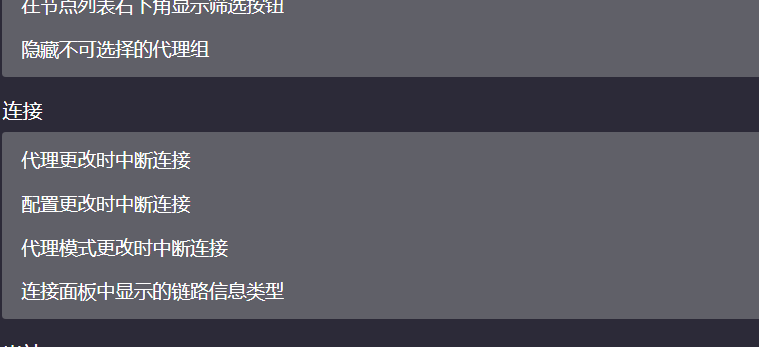 在节点列表右下角显示筛选按钮
隐藏不可选择的代理组
连接
代理更改时中断连接
配置更改时中断连接
代理模式更改时中断连接
连接面板中显示的链路信息类型